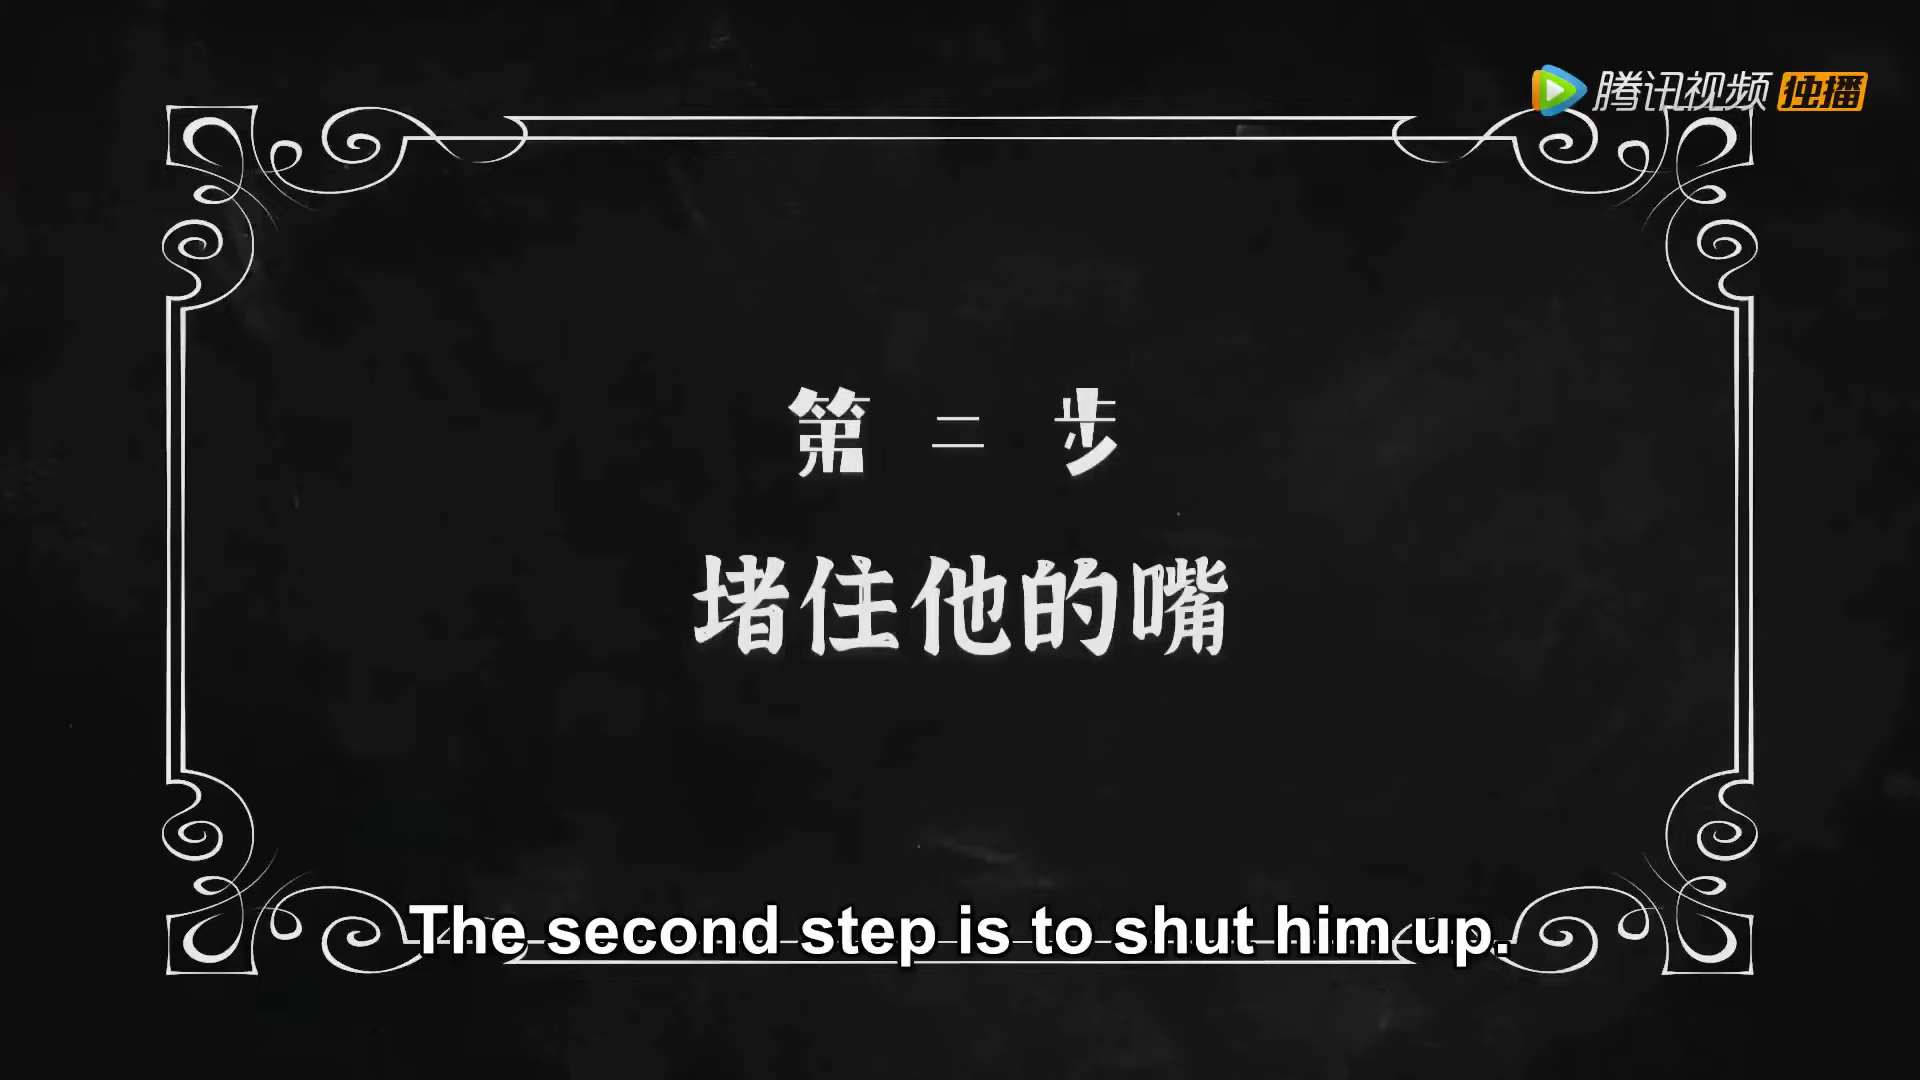 腾讯视频 独播
第二步
堵住他的嘴
The second step is to shut him up.